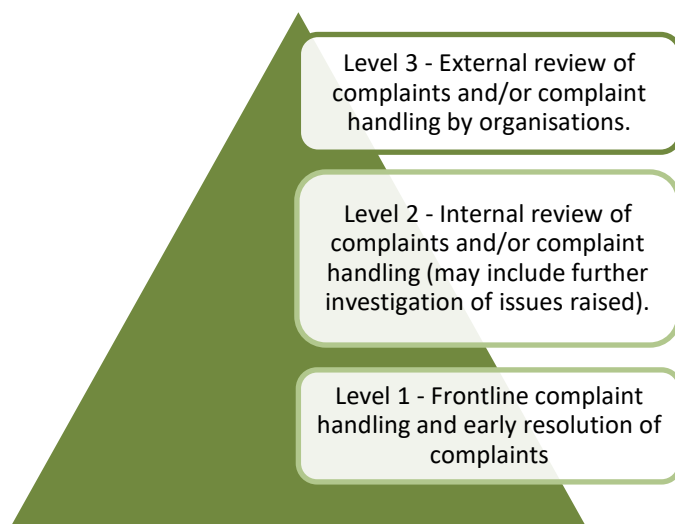 Level 3 - External review of
complaints and/or complaint
handling by organisations.
Level 2 - Internal review of
complaints and/or complaint
handling (may include further
investigation of issues raised).
Level 1 - Frontline complaint
handling and early resolution of
complaints